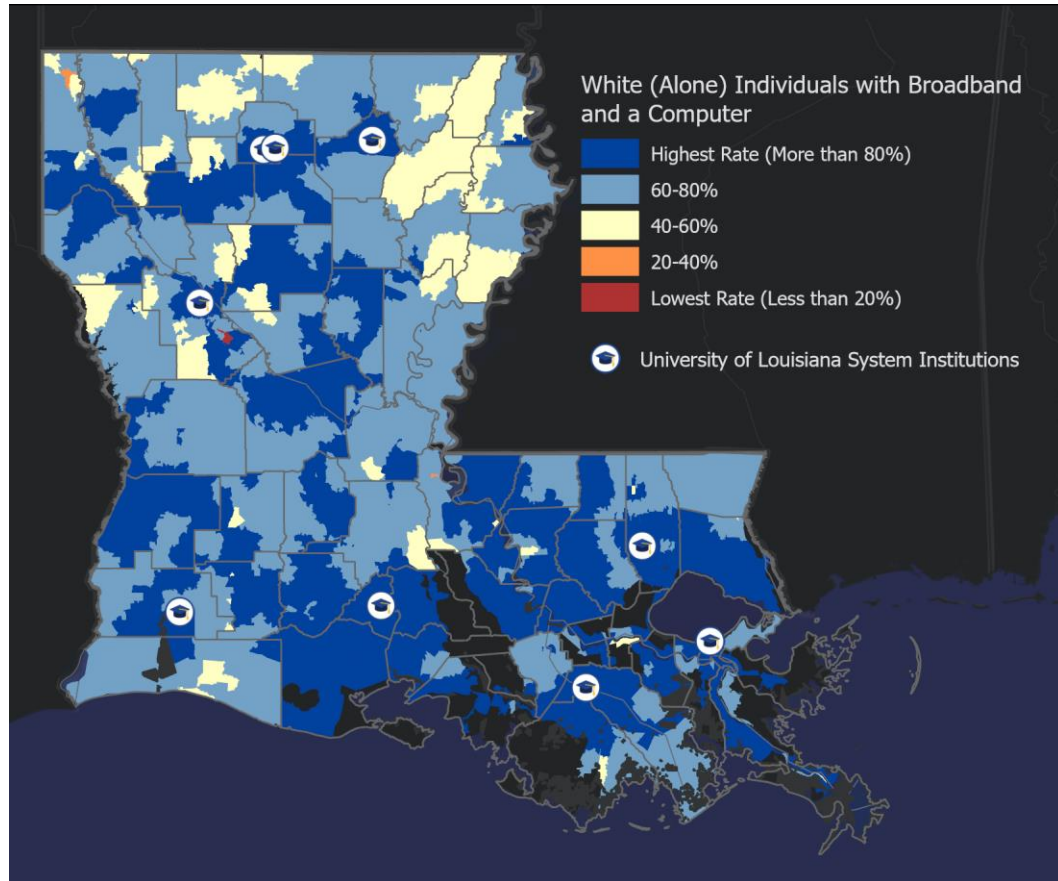 White (Alone) Individuals with Broadband
and a Computer
Highest Rate (More than 80%)
60-80%
40-60%
20-40%
Lowest Rate (Less than 20%)
University of Louisiana System Institutions